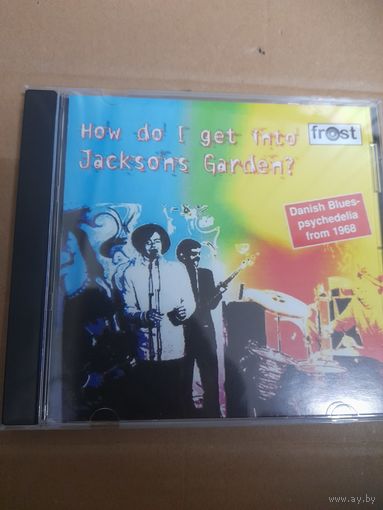 How do I get into
Jacksons Garden?
frost
Danish Blues-
psychedelia
from 1968
www.ay.by